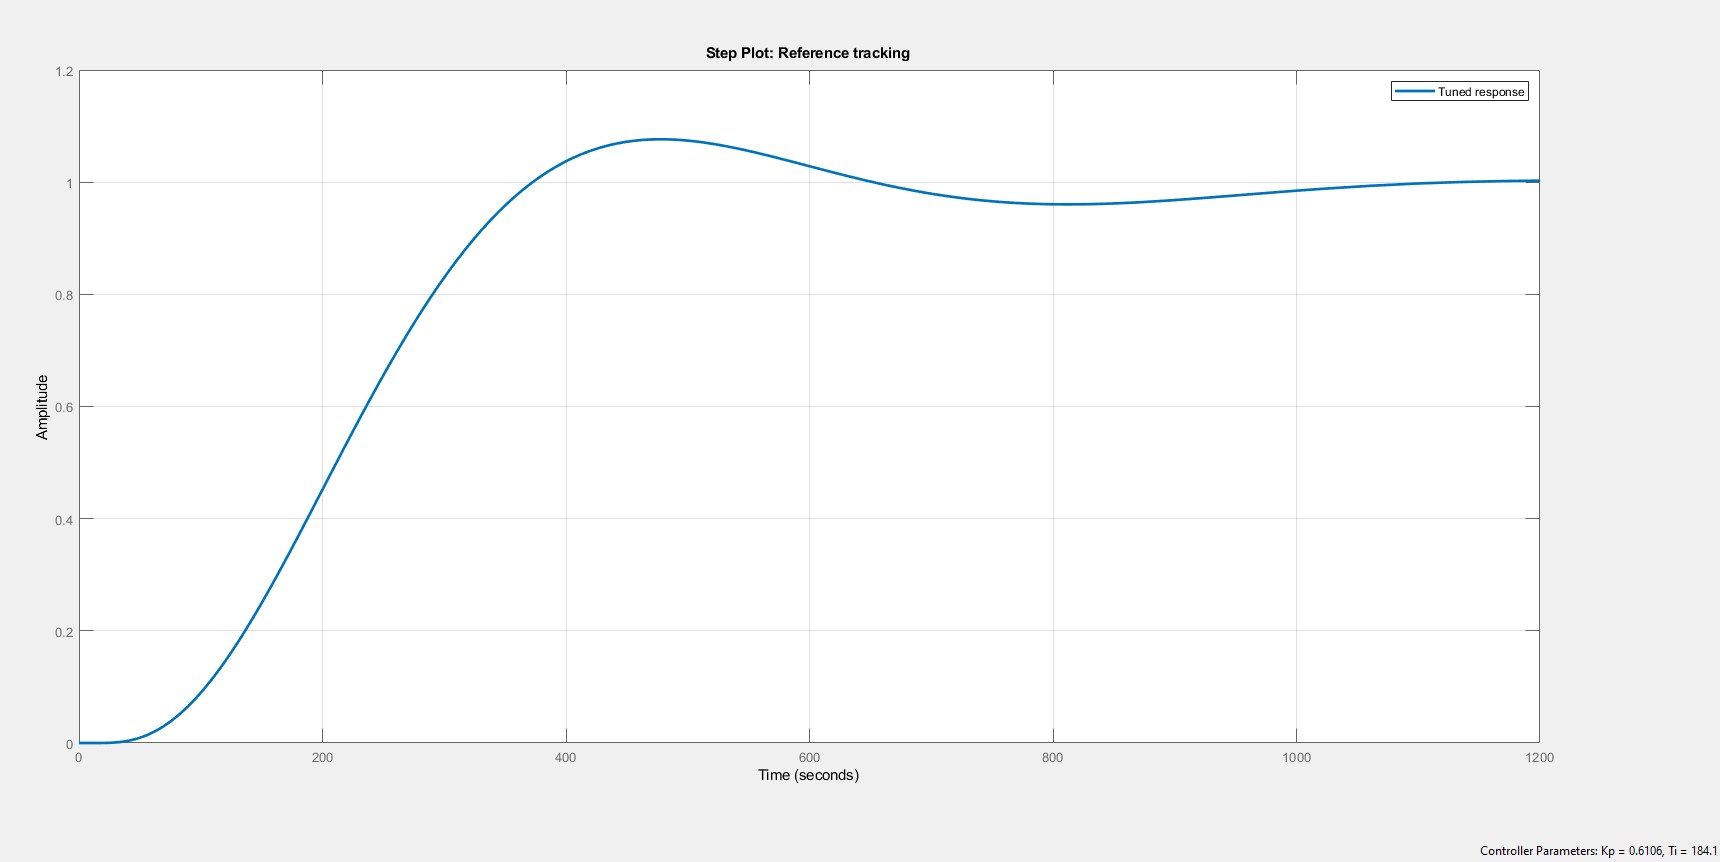 Step Plot: Reference tracking
1.2
Tuned response
1
0.8
0.6
Amplitude
0.4
0.2
0
0 200 400 600 800 1000 1200
Time (seconds)
Controller Parameters: Kp = 0.6106, Ti = 184.1